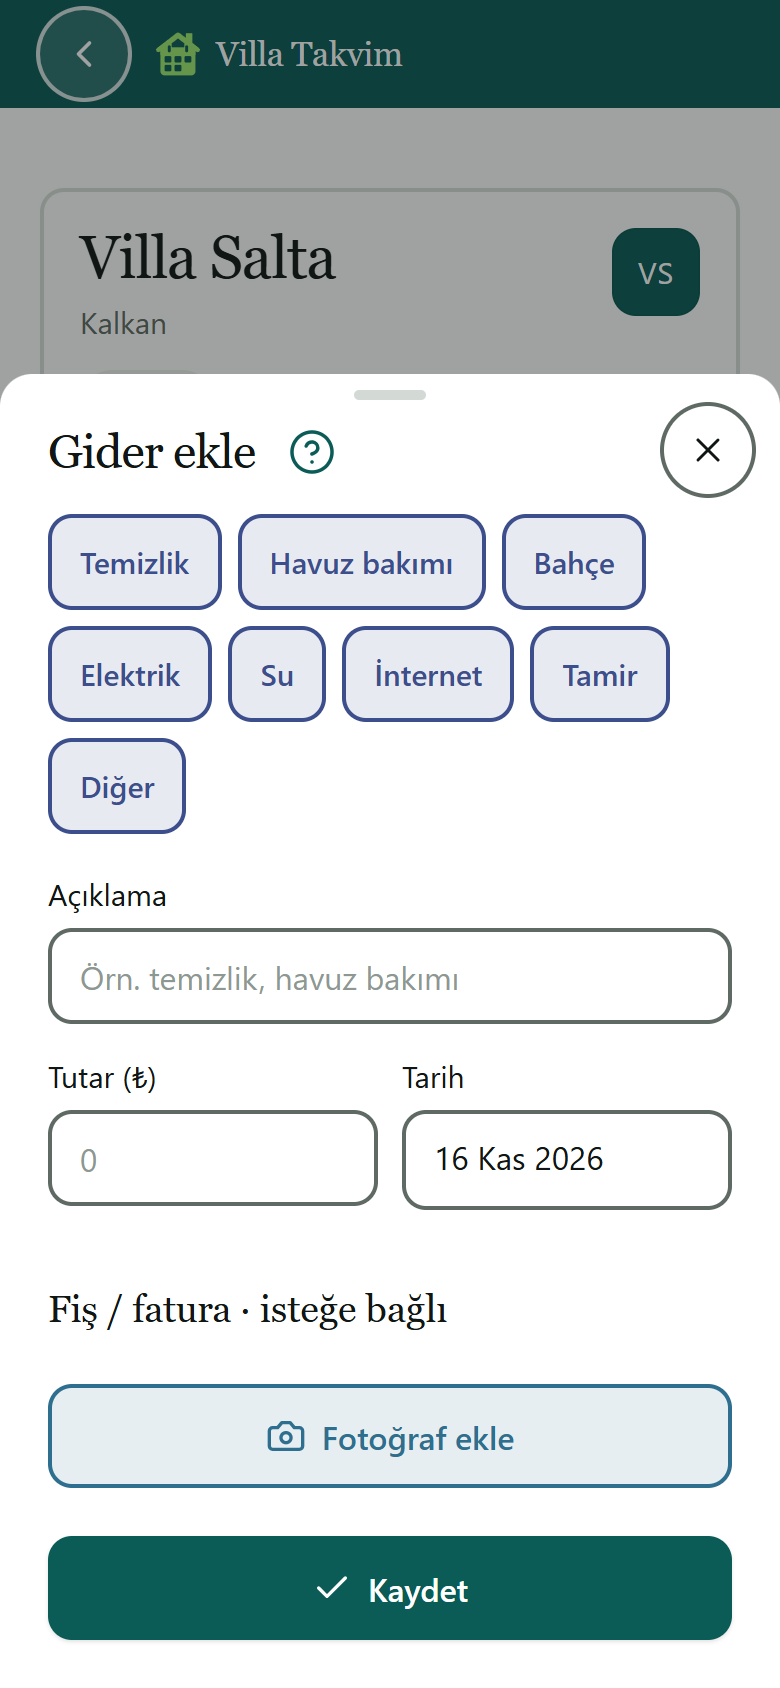 Villa Takvim
Villa Salta
VS
Kalkan
Gider ekle
Temizlik
Havuz bakımı
Bahçe
Elektrik
Su
İnternet
Tamir
Diğer
Açıklama
Örn. temizlik, havuz bakımı
Tutar (₺)
Tarih
0
16 Kas 2026
Fiş / fatura · isteğe bağlı
Fotoğraf ekle
Kaydet